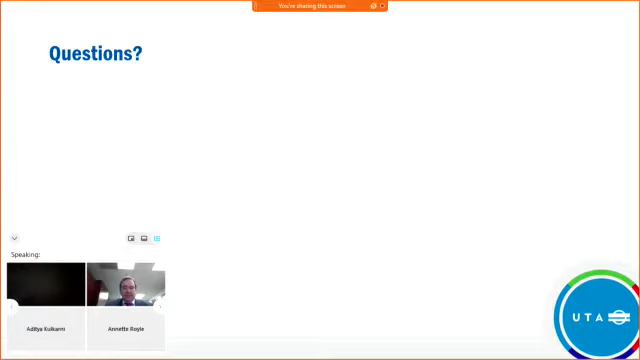 You're sharing this screen
Questions?
Speaking:
Aditya Kulkarni
Annette Royle
UTA